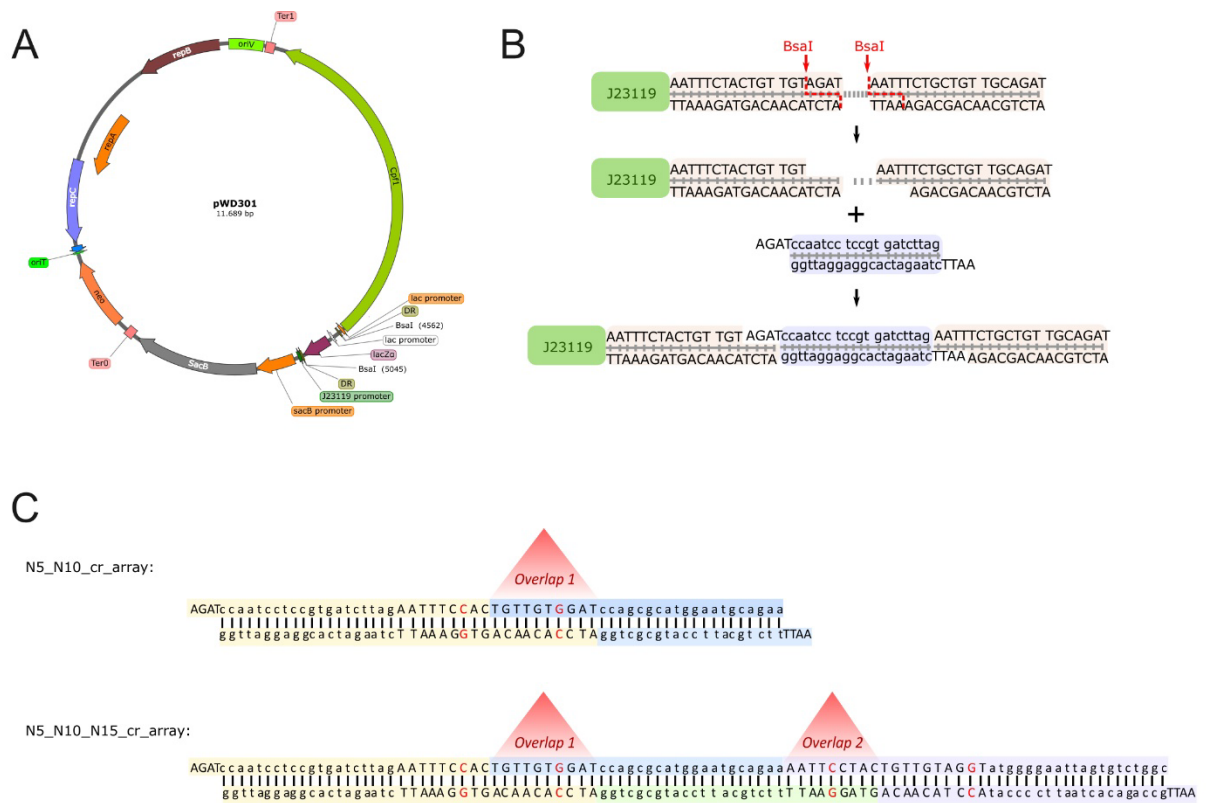 A
Ter1
oriV
repB
repA
repC
Cpf1
pWD301
11.689 bp
oriT
neo
Ter0
SacB
lac promoter
DR
BsaI (4562)
lac promoter
lacZα
BsaI (5045)
DR
J23119 promoter
sacB promoter
B
BsaI BsaI
J23119
AATTTCTACTGT TGTAGAT AATTTCTGCTGT TGCAGAT
TTAAAGATGACAACATCTA TTAAAGACGACAACGTCTA
J23119
AATTTCTACTGT TGT AATTTCTGCTGT TGCAGAT
TTAAAGATGACAACATCTA AGACGACAACGTCTA
+
AGATccaatcc tccgt gatcttag
ggttaggaggcactagaatcTTAA
J23119
AATTTCTACTGT TGT AGATccaatcc tccgt gatcttag AATTTCTGCTGT TGCAGAT
TTAAAGATGACAACATCTA ggttaggaggcactagaatcTTAA AGACGACAACGTCTA
C
N5_N10_cr_array:
Overlap 1
AGATccaatcctccgtgatcttagAATTTCCACTGTTGTGGATccagcgcatggaatgcagaa
ggttaggaggcactagaatcTTAAAGGTGACAACACCTAggtcgcgtaccttacgtcttTTAA
N5_N10_N15_cr_array:
Overlap 1 Overlap 2
AGATccaatcctccgtgatcttagAATTTCCACTGTTGTGGATccagcgcatggaatgcagaaAATTCCTACTGTTGTAGGTatgggggaattagtgtctggc
ggttaggaggcactagaatcTTAAAGGTGACAACACCTAggtcgcgtaccttacgtcttTTAAGGATGACAACATCCAtacccccttaatcacagaccgTTAA